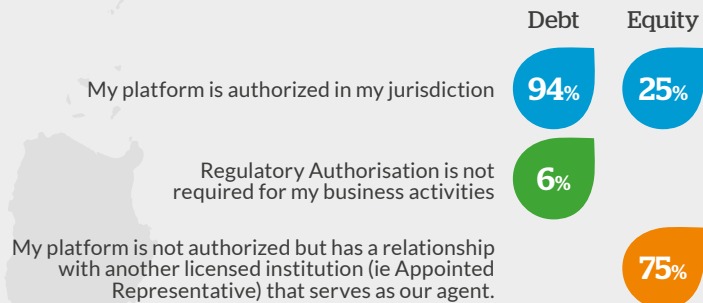 Debt Equity
My platform is authorized in my jurisdiction 94% 25%
Regulatory Authorisation is not
required for my business activities 6%
My platform is not authorized but has a relationship
with another licensed institution (ie Appointed
Representative) that serves as our agent. 75%